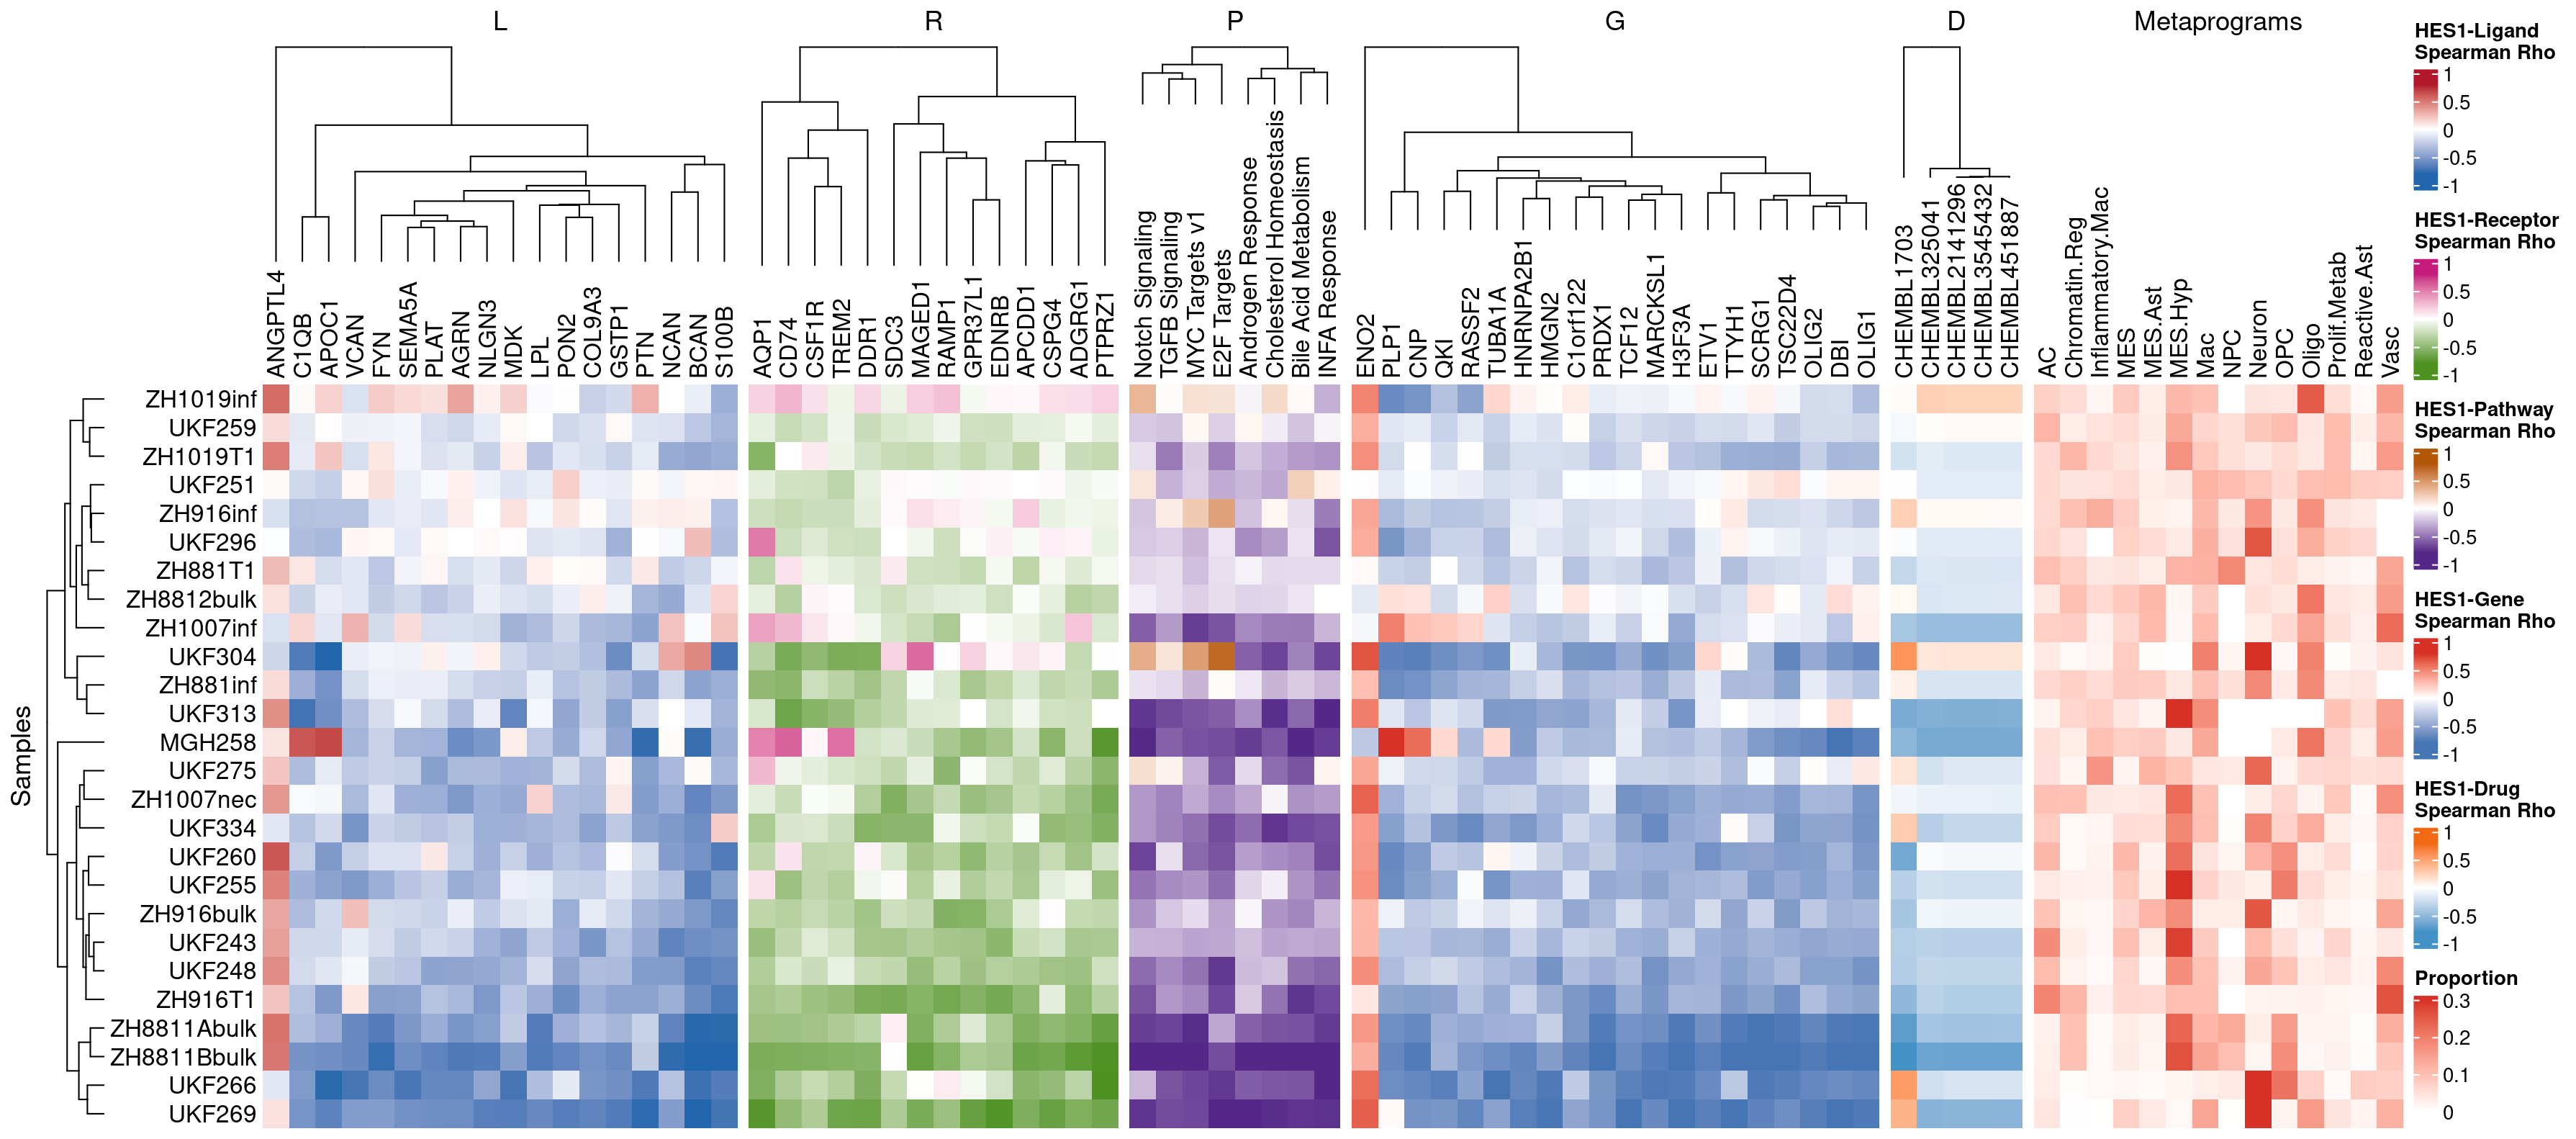 L R P G D Metaprograms
ANGPTL4
C1QB
APOC1
VCAN
FYN
SEMA5A
PLAT
AGRN
NLGN3
MDK
LPL
PON2
COL9A3
GSTP1
PTN
NCAN
BCAN
S100B
AQP1
CD74
CSF1R
TREM2
DDR1
SDC3
MAGED1
RAMP1
GPR37L1
EDNRB
APCDD1
CSPG4
ADGRG1
PTPRZ1
Notch Signaling
TGFB Signaling
MYC Targets v1
E2F Targets
Androgen Response
Cholesterol Homeostasis
Bile Acid Metabolism
INFA Response
ENO2
PLP1
CNP
QKI
RASSF2
TUBA1A
HNRNPA2B1
HMGN2
C1orf122
PRDX1
TCF12
MARCKSL1
H3F3A
ETV1
TTYH1
SCRG1
TSC22D4
OLIG2
DBI
OLIG1
CHEMBL1703
CHEMBL325041
CHEMBL2141296
CHEMBL3545432
CHEMBL451887
AC
Chromatin.Reg
Inflammatory.Mac
MES
MES.Ast
MES.Hyp
Mac
NPC
Neuron
OPC
Oligo
Prolif.Metab
Reactive.Ast
Vasc
Samples
ZH1019inf
UKF259
ZH1019T1
UKF251
ZH916inf
UKF296
ZH881T1
ZH8812bulk
ZH1007inf
UKF304
ZH881inf
UKF313
MGH258
UKF275
ZH1007nec
UKF334
UKF260
UKF255
ZH916bulk
UKF243
UKF248
ZH916T1
ZH8811Abulk
ZH8811Bbulk
UKF266
UKF269
HES1-Ligand
Spearman Rho
1
0.5
0
-0.5
-1
HES1-Receptor
Spearman Rho
1
0.5
0
-0.5
-1
HES1-Pathway
Spearman Rho
1
0.5
0
-0.5
-1
HES1-Gene
Spearman Rho
1
0.5
0
-0.5
-1
HES1-Drug
Spearman Rho
1
0.5
0
-0.5
-1
Proportion
0.3
0.2
0.1
0